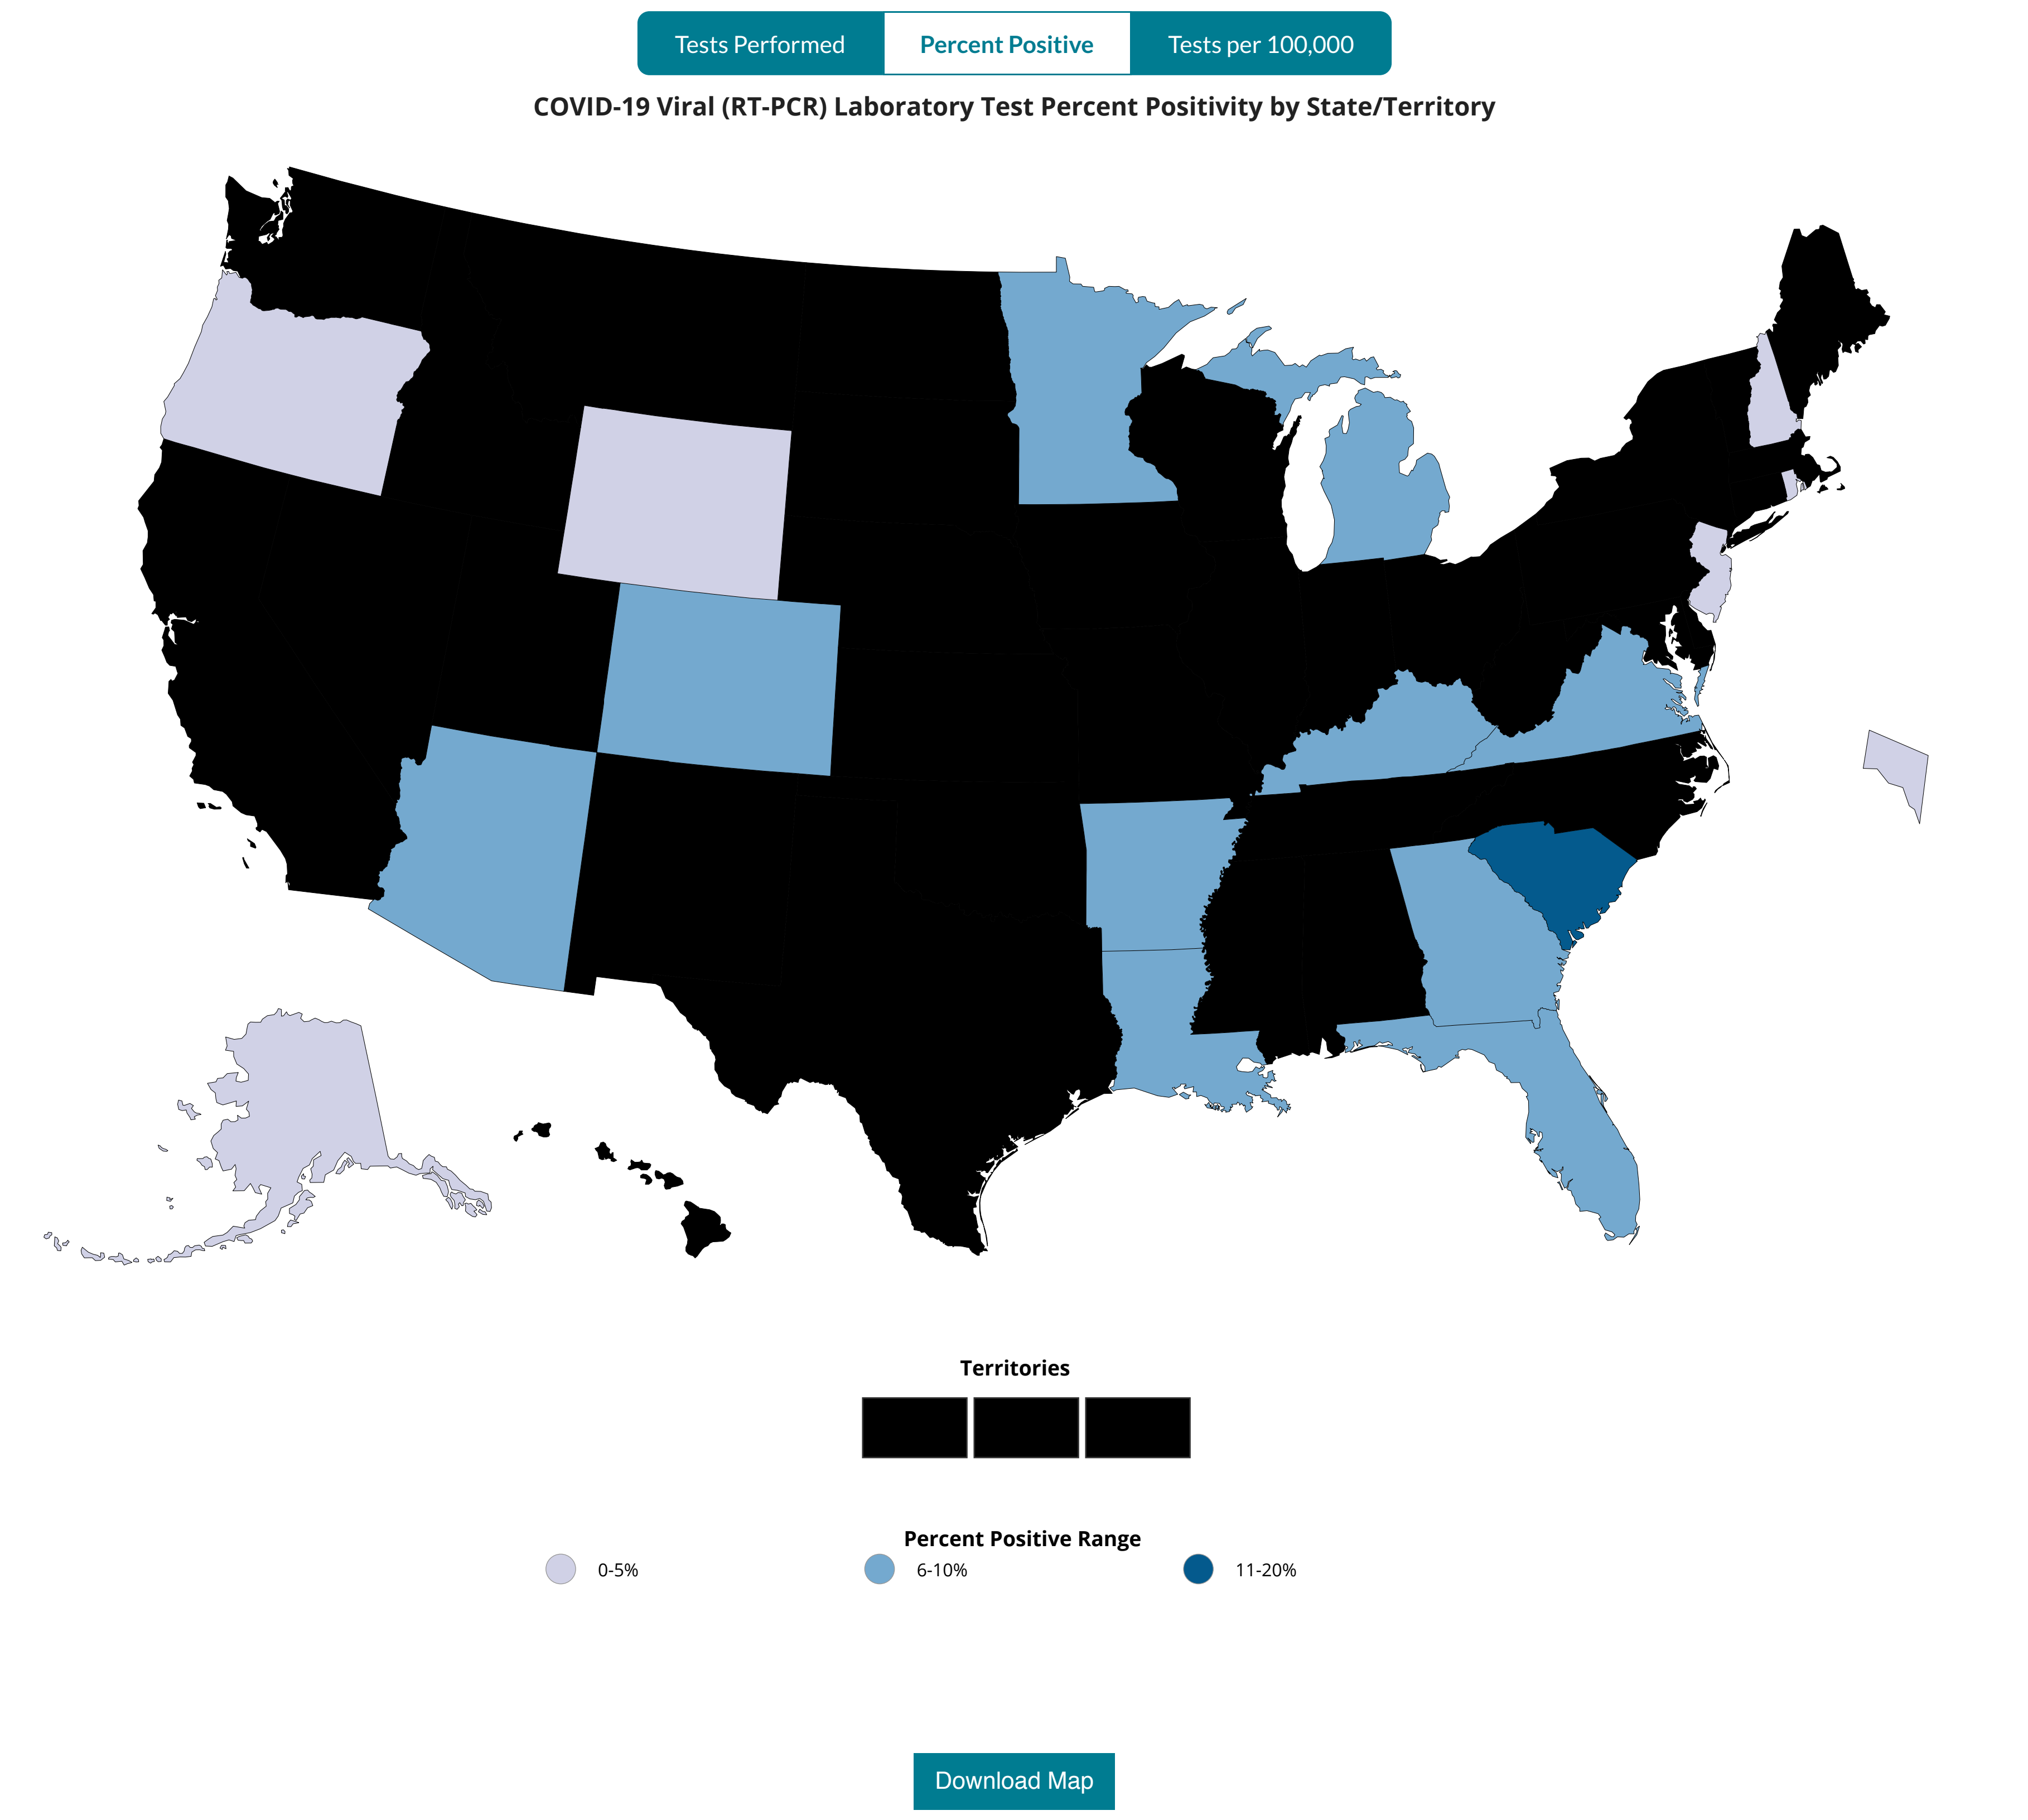 Tests Performed Percent Positive Tests per 100,000
COVID-19 Viral (RT-PCR) Laboratory Test Percent Positivity by State/Territory
Territories
Percent Positive Range
0-5% 6-10% 11-20%
Download Map